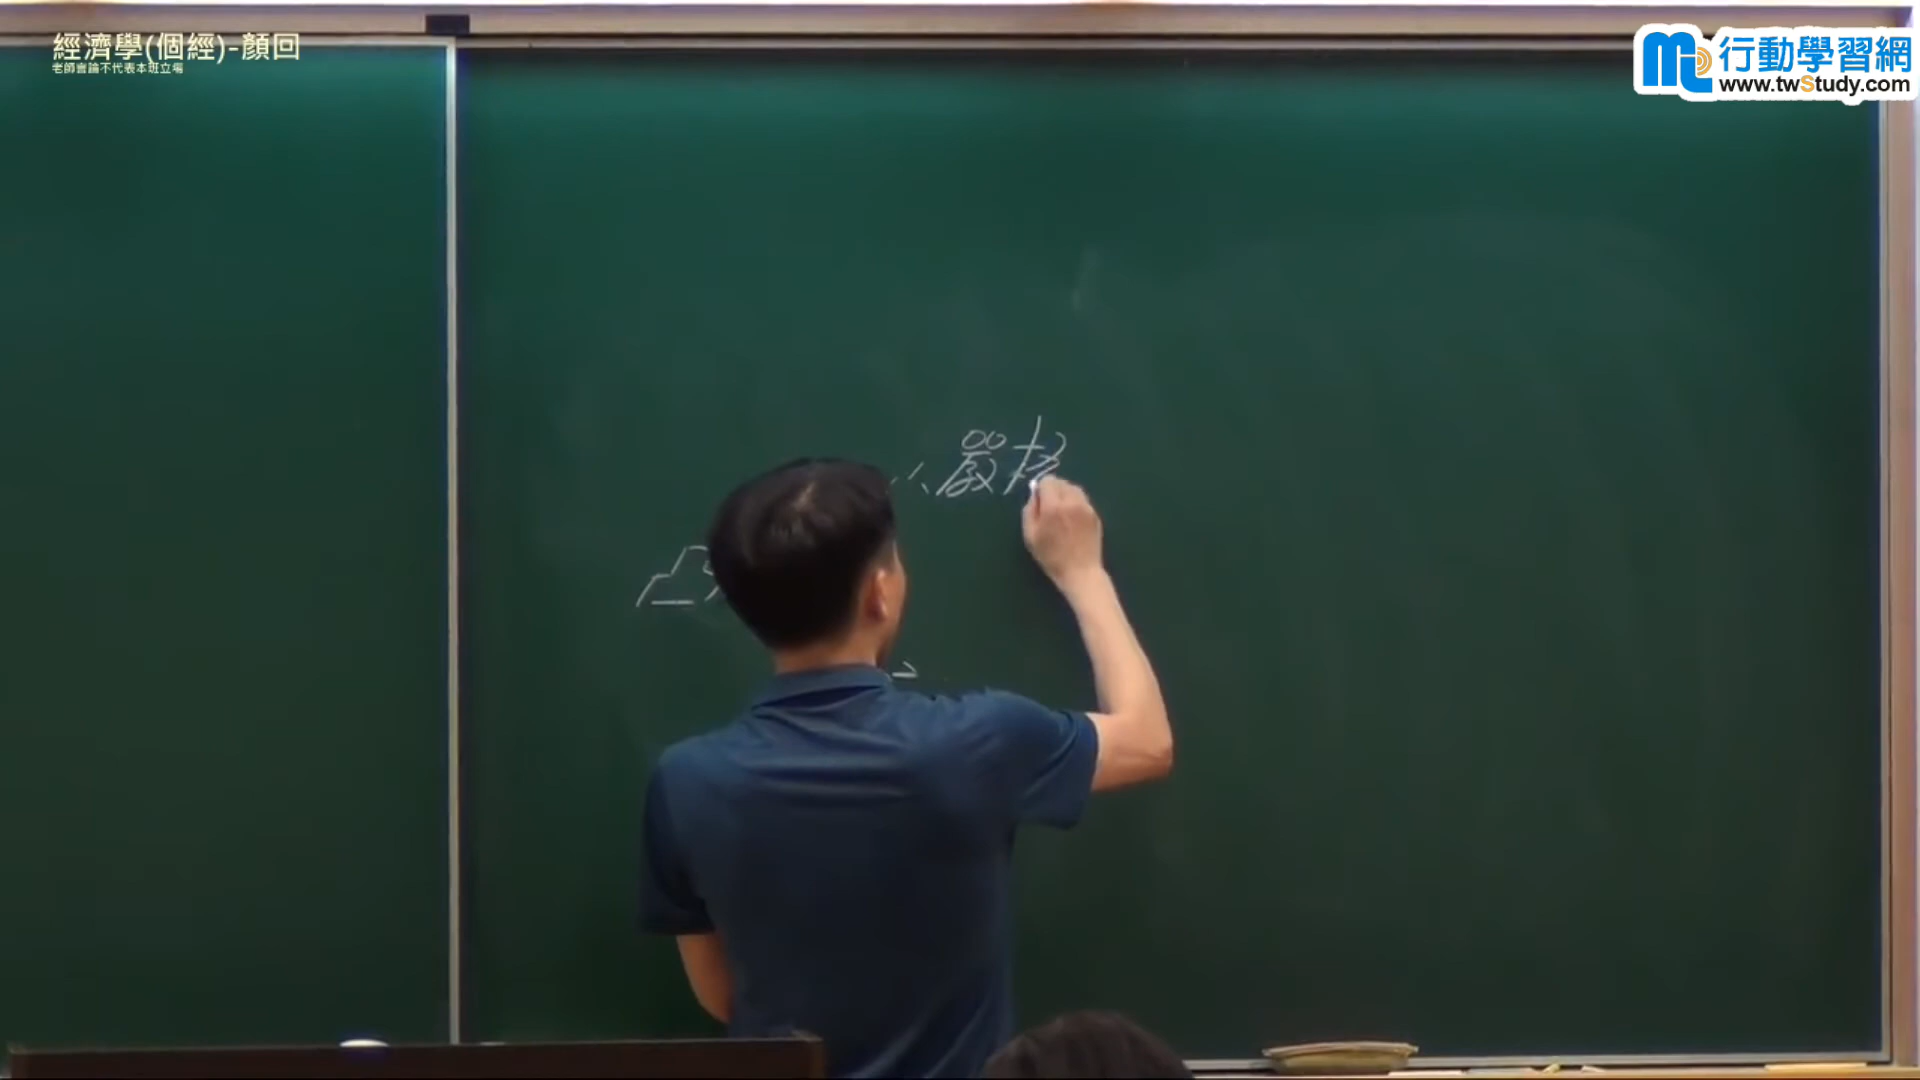 經濟學(個經)-顏回
老師言論不代表本班立場
行動學習網
www.twStudy.com
嚴格
凸